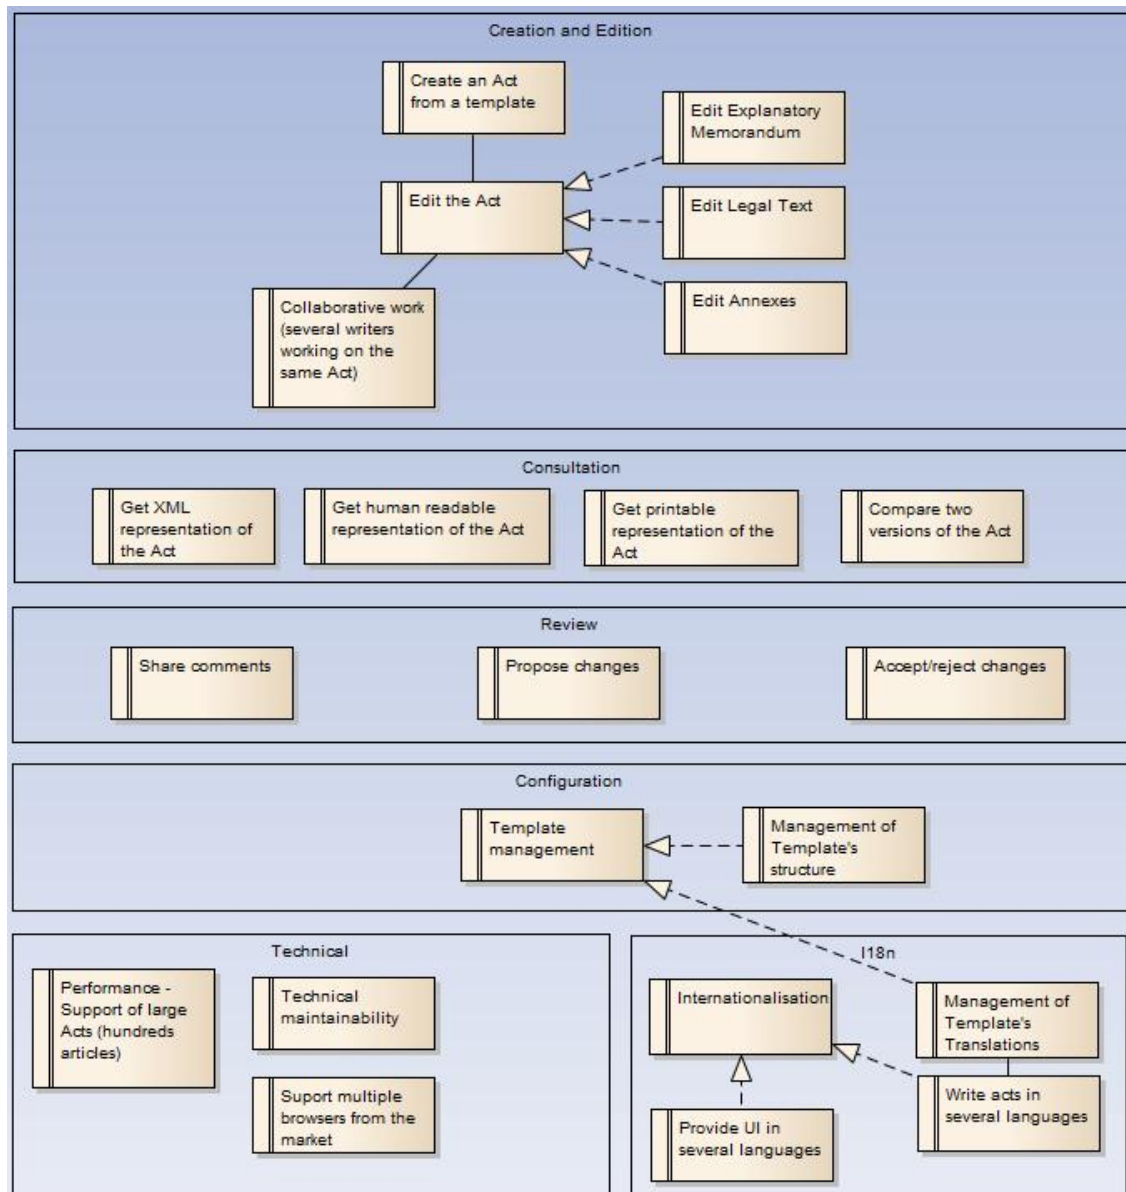 Creation and Edition
Create an Act
from a template
Edit Explanatory
Memorandum
Edit the Act
Edit Legal Text
Edit Annexes
Collaborative work
(several writers
working on the
same Act)
Consultation
Get XML
representation of
the Act
Get human readable
representation of the Act
Get printable
representation of the
Act
Compare two
versions of the Act
Review
Share comments
Propose changes
Accept/reject changes
Configuration
Template
management
Management of
Template's
structure
Technical
Performance -
Support of large
Acts (hundreds
articles)
Technical
maintainability
Suport multiple
browsers from the
market
I18n
Internationalisation
Management of
Template's
Translations
Provide UI in
several languages
Write acts in
several languages